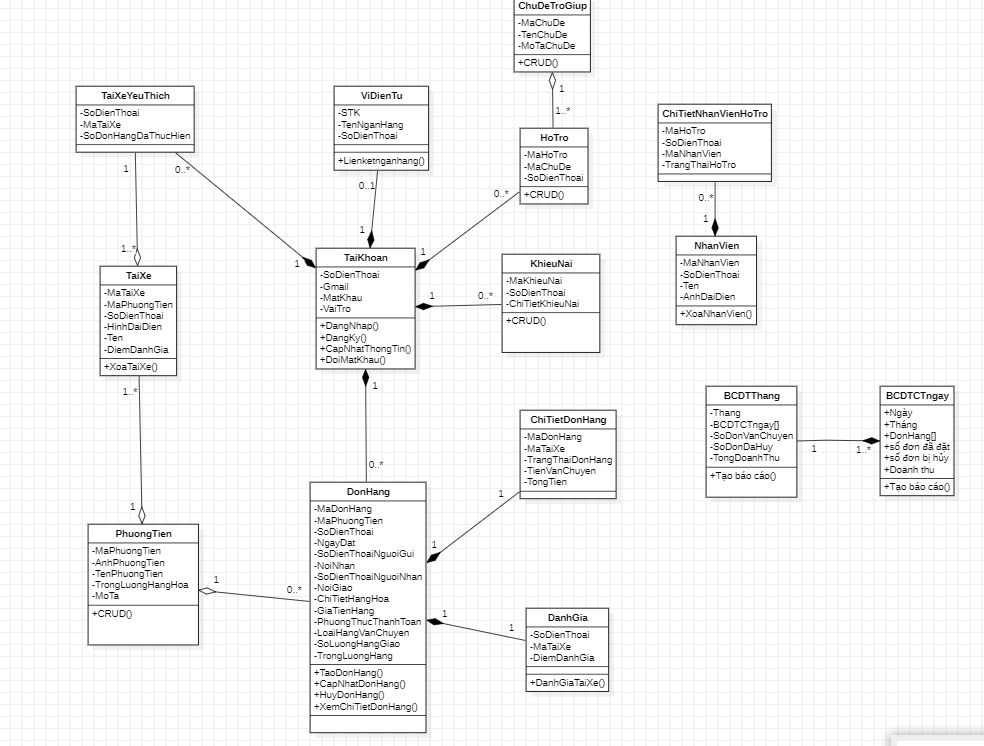 ChuDeTroGiup
-MaChuDe
-TenChuDe
-MoTaChuDe
+CRUD()
1
1..*
TaiXeYeuThich
-SoDienThoai
-MaTaiXe
-SoDonHangDaThucHien
1
0..*
ViDienTu
-STK
-TenNganHang
-SoDienThoai
+Lienketnganhang()
0..1
1
HoTro
-MaHoTro
-MaChuDe
-SoDienThoai
+CRUD()
0..*
1
ChiTietNhanVienHoTro
-MaHoTro
-SoDienThoai
-MaNhanVien
-TrangThaiHoTro
0..*
1
NhanVien
-MaNhanVien
-SoDienThoai
-Ten
-AnhDaiDien
+XoaNhanVien()
1..*
1
TaiXe
-MaTaiXe
-MaPhuongTien
-SoDienThoai
-HinhDaiDien
-Ten
-DiemDanhGia
+XoaTaiXe()
1..*
1
TaiKhoan
-SoDienThoai
-Gmail
-MatKhau
-VaiTro
+DangNhap()
+DangKy()
+CapNhatThongTin()
+DoiMatKhau()
1
0..*
KhieuNai
-MaKhieuNai
-SoDienThoai
-ChiTietKhieuNai
+CRUD()
1
0..*
BCDTThang
-Thang
-BCDTCTngay[]
-SoDonVanChuyen
-SoDonDaHuy
-TongDoanhThu
+Tạo báo cáo()
1
1..*
BCDTCTngay
+Ngày
+Tháng
+DonHang[]
+số đơn đã đặt
+số đơn bị hủy
+Doanh thu
+Tạo báo cáo()
ChiTietDonHang
-MaDonHang
-MaTaiXe
-TrangThaiDonHang
-TienVanChuyen
-TongTien
1
1
PhuongTien
-MaPhuongTien
-AnhPhuongTien
-TenPhuongTien
-TrongLuongHangHoa
-MoTa
+CRUD()
1
0..*
DonHang
-MaDonHang
-MaPhuongTien
-SoDienThoai
-NgayDat
-SoDienThoaiNguoiGui
-NoiNhan
-SoDienThoaiNguoiNhan
-NoiGiao
-ChiTietHangHoa
-GiaTienHang
-PhuongThucThanhToan
-LoaiHangVanChuyen
-SoLuongHangGiao
-TrongLuongHang
+TaoDonHang()
+CapNhatDonHang()
+HuyDonHang()
+XemChiTietDonHang()
1
1
DanhGia
-SoDienThoai
-MaTaiXe
-DiemDanhGia
+DanhGiaTaiXe()